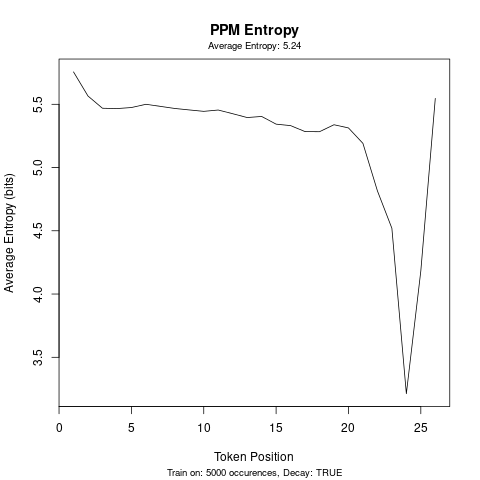 PPM Entropy
Average Entropy: 5.24
Average Entropy (bits)
5.5
5.0
4.5
4.0
3.5
0 5 10 15 20 25
Token Position
Train on: 5000 occurences, Decay: TRUE